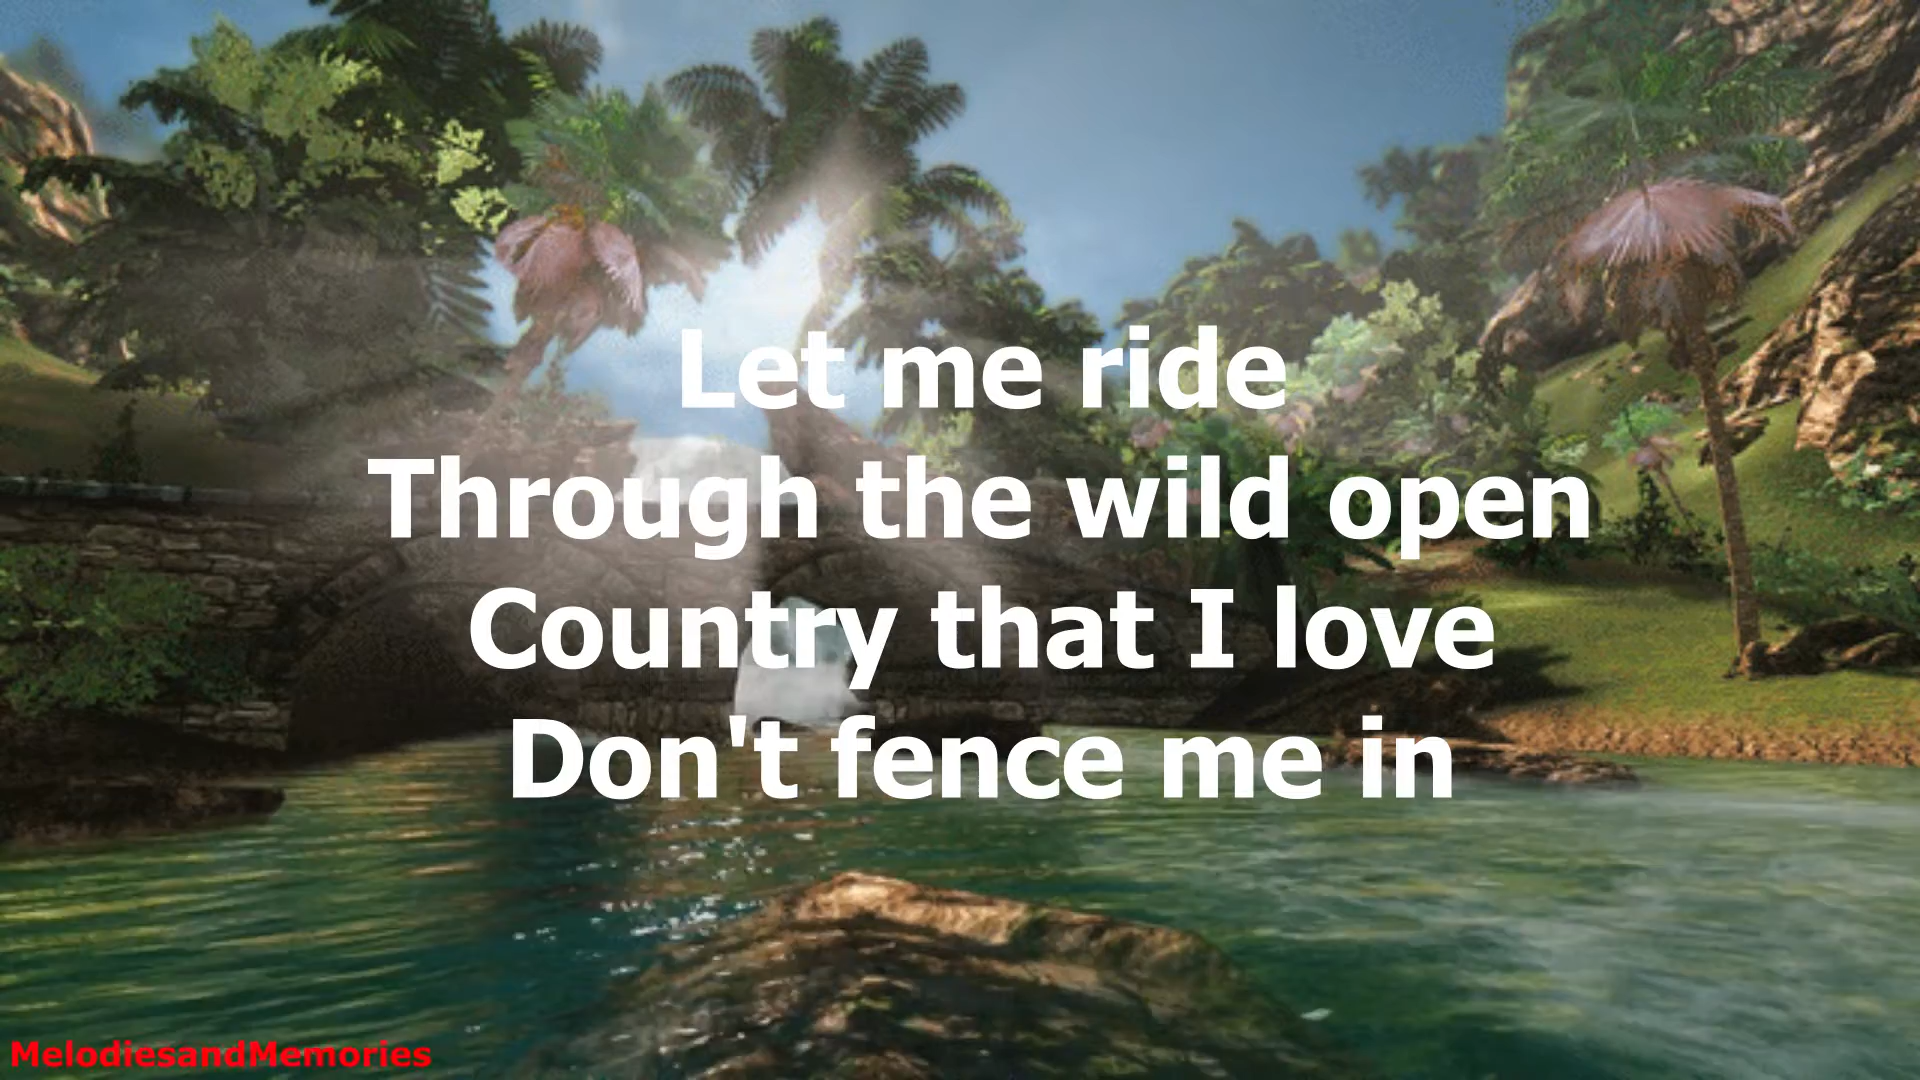 Let me ride
Through the wild open
Country that I love
Don't fence me in
MelodiesandMemories